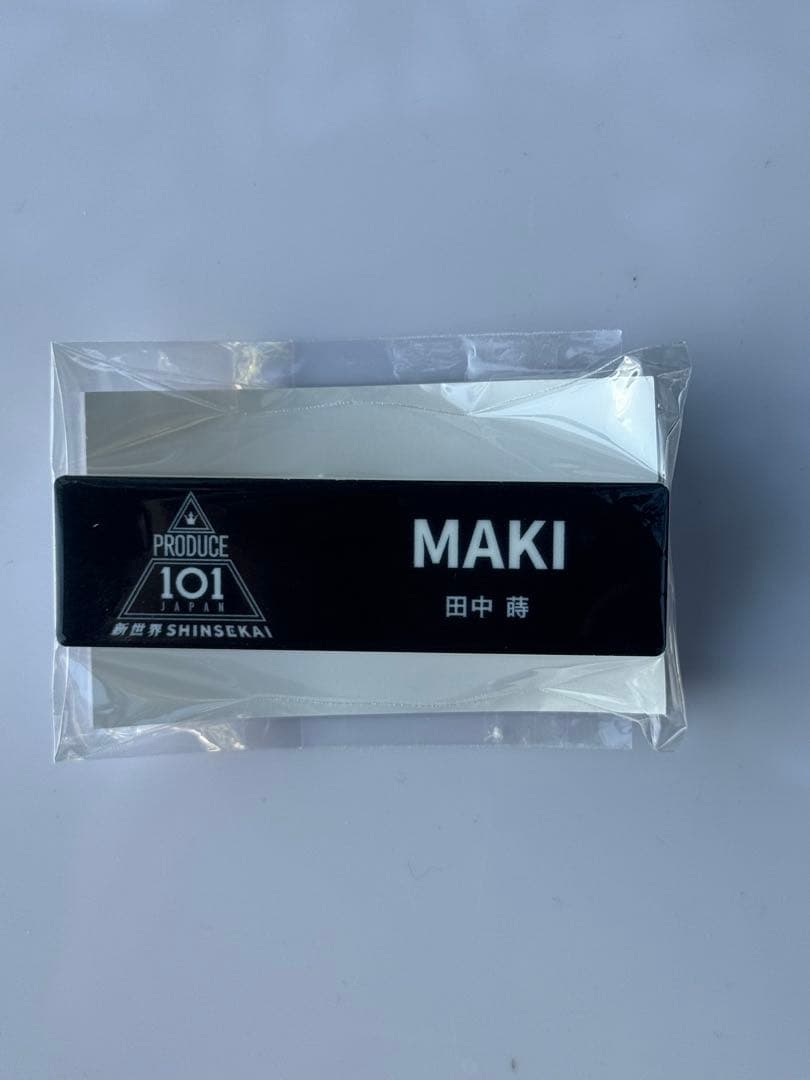 PRODUCE
101
JAPAN
新世界 SHINSEKAI
MAKI
田中 蒔